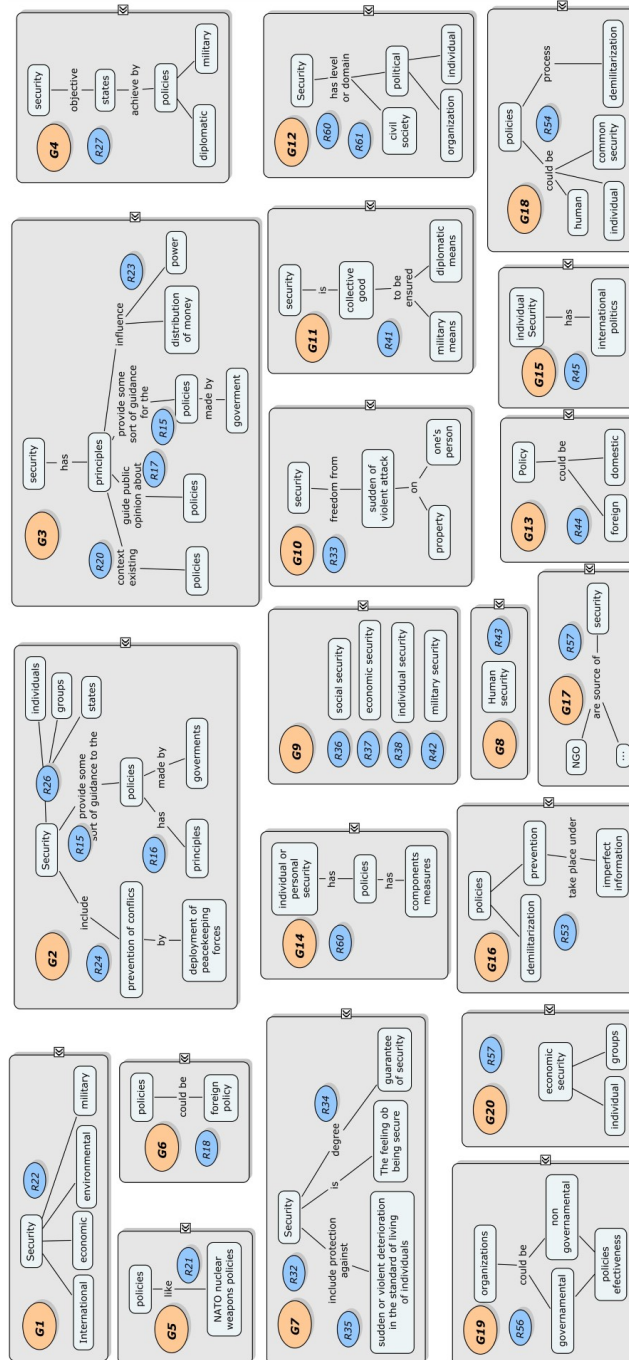 G1
R22
Security
International
economic
environmental
military
G2
R24
R15
R26
R16
Security
individuals
groups
states
include
provide some
sort of guidance to the
prevention of conflics
by
deployment of
peacekeeping
forces
policies
has
made by
principles
goverments
G3
R20
R17
R15
R23
security
has
principles
context
existing
guide public
opinion about
provide some
sort of guidance
for the
influence
policies
policies
policies
made by
goverment
distribution
of money
power
G4
R27
security
objective
states
achieve by
policies
diplomatic
military
G5
R21
policies
like
NATO nuclear
weapons policies
G6
R18
policies
could be
foreign
policy
G7
R32
R35
R34
Security
include protection
against
is
degree
sudden or violent deterioration
in the standard of living
of individuals
The feeling ob
being secure
guarantee
of security
G14
R60
individual or
personal
security
has
policies
has
components
measures
G9
R36
social security
R37
economic security
R38
individual security
R42
military security
G8
R43
Human
security
G10
R33
security
freedom from
sudden of
violent attack
on
property
one's
person
G11
R41
security
is
collective
good
to be
ensured
military
means
diplomatic
means
G12
R60
R61
Security
has level
or domain
civil
society
political
organization
individual
G19
R56
organizations
could be
governamental
non
governamental
policies
effectiveness
G20
R57
economic
security
individual
groups
G16
R53
policies
demilitarization
prevention
take place under
imperfect
information
G17
R57
NGO
...
are source of
security
G13
R44
Policy
could be
foreign
domestic
G15
R45
individual
Security
has
international
politics
G18
R54
policies
could be
process
human
individual
common
security
demilitarization